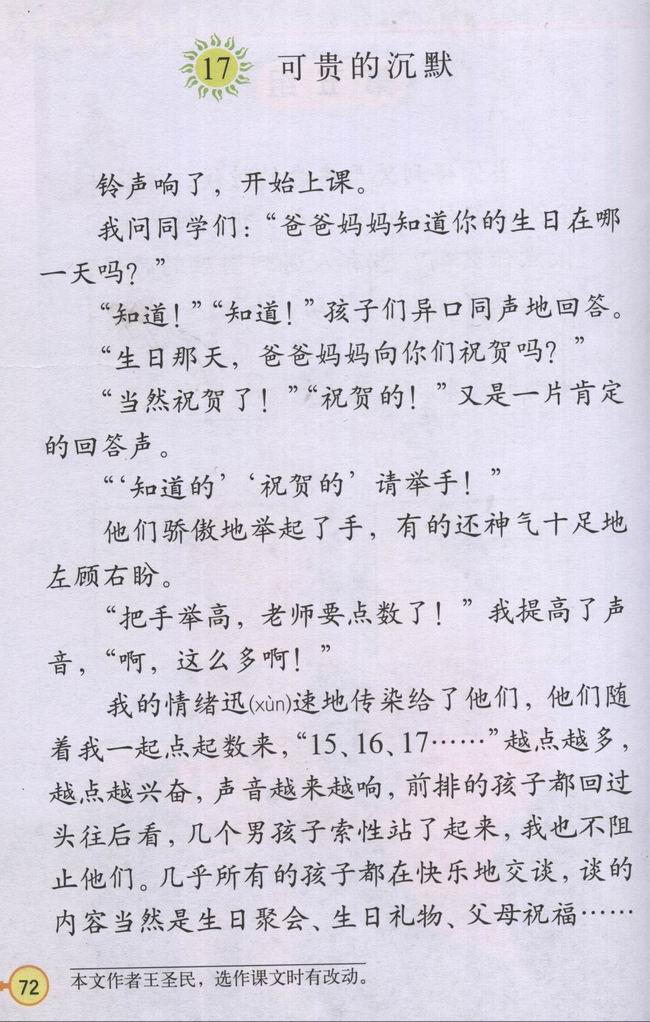 17 可贵的沉默
铃声响了，开始上课。
我问同学们：“爸爸妈妈知道你的生日在哪
一天吗？”
“知道！”“知道！”孩子们异口同声地回答。
“生日那天，爸爸妈妈向你们祝贺吗？”
“当然祝贺了！”“祝贺的！”又是一片肯定
的回答声。
“‘知道的’‘祝贺的’请举手！”
他们骄傲地举起了手，有的还神气十足地
左顾右盼。
“把手举高，老师要点数了！”我提高了声
音，“啊，这么多啊！”
我的情绪迅(xùn)速地传染给了他们，他们随
着我一起点起数来，“15、16、17……”越点越多，
越点越兴奋，声音越来越响，前排的孩子都回过
头往后看，几个男孩子索性站了起来，我也不阻
止他们。几乎所有的孩子都在快乐地交谈，谈的
内容当然是生日聚会、生日礼物、父母祝福……
本文作者王圣民，选作课文时有改动。
72